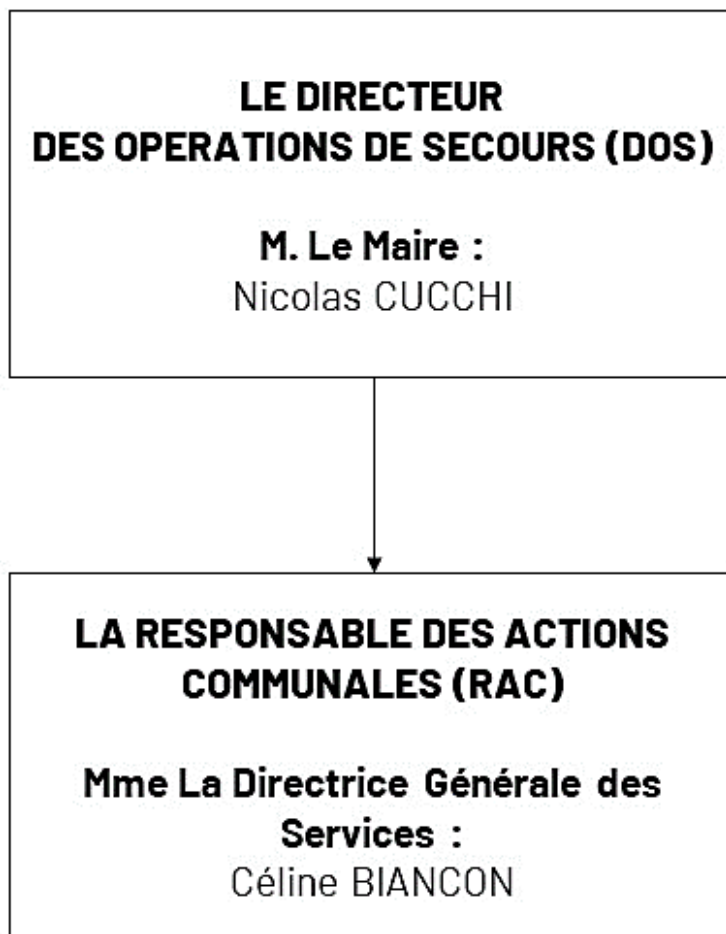 LE DIRECTEUR
DES OPERATIONS DE SECOURS (DOS)
M. Le Maire :
Nicolas CUCCHI
LA RESPONSABLE DES ACTIONS
COMMUNALES (RAC)
Mme La Directrice Générale des
Services :
Céline BIANCON